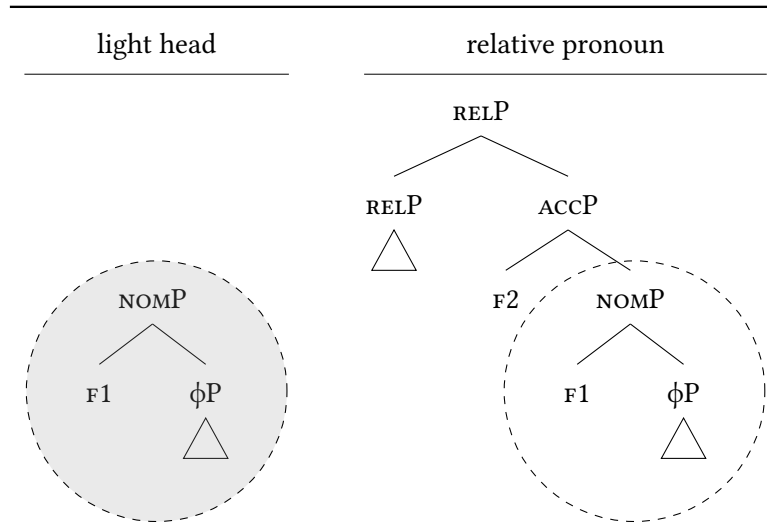 light head relative pronoun
RELP
RELP ACCP
NOMP F2 NOMP
F1 ϕP F1 ϕP